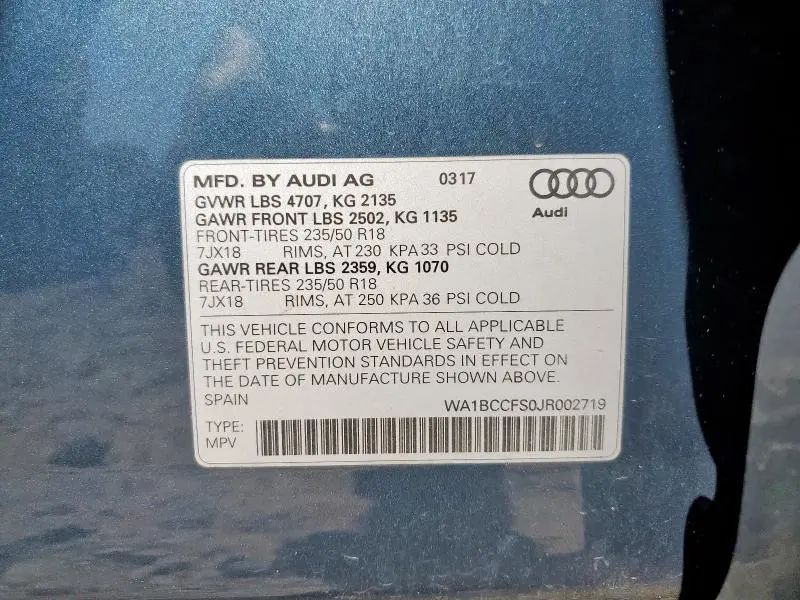 MFD. BY AUDI AG 0317
Audi
GVWR LBS 4707, KG 2135
GAWR FRONT LBS 2502, KG 1135
FRONT-TIRES 235/50 R18
7JX18 RIMS, AT 230 KPA 33 PSI COLD
GAWR REAR LBS 2359, KG 1070
REAR-TIRES 235/50 R18
7JX18 RIMS, AT 250 KPA 36 PSI COLD
THIS VEHICLE CONFORMS TO ALL APPLICABLE
U.S. FEDERAL MOTOR VEHICLE SAFETY AND
THEFT PREVENTION STANDARDS IN EFFECT ON
THE DATE OF MANUFACTURE SHOWN ABOVE.
SPAIN
WA1BCCFS0JR002719
TYPE:
MPV